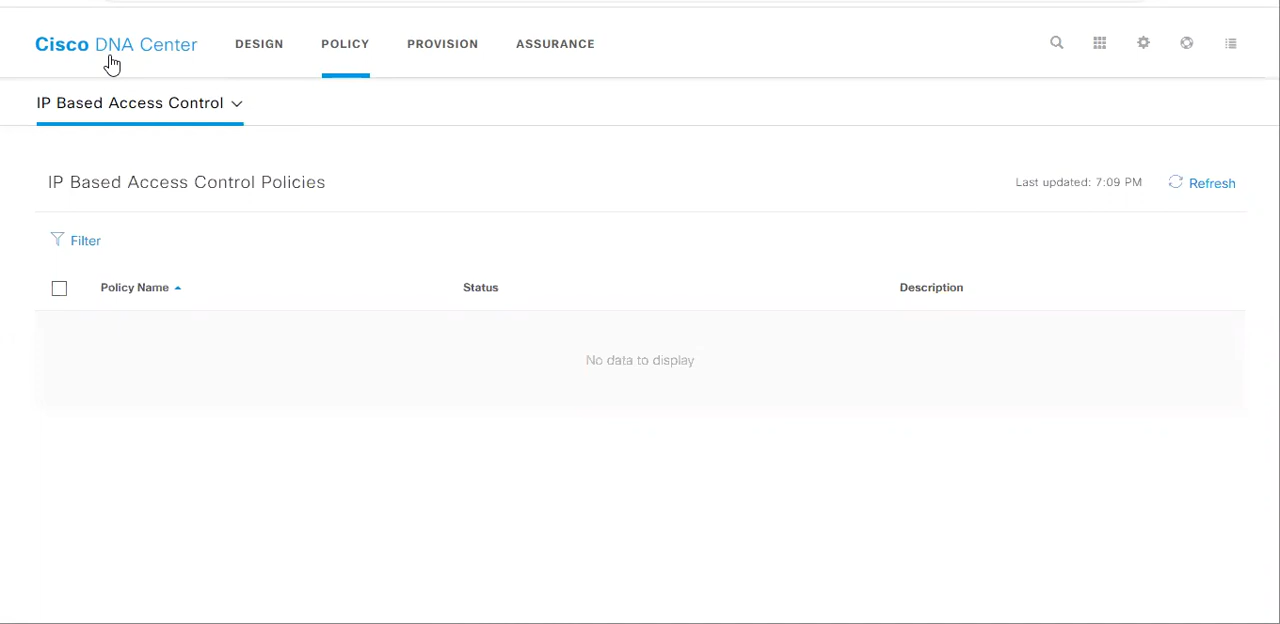 Cisco DNA Center DESIGN POLICY PROVISION ASSURANCE
IP Based Access Control
IP Based Access Control Policies Last updated: 7:09 PM Refresh
Filter
Policy Name Status Description
No data to display